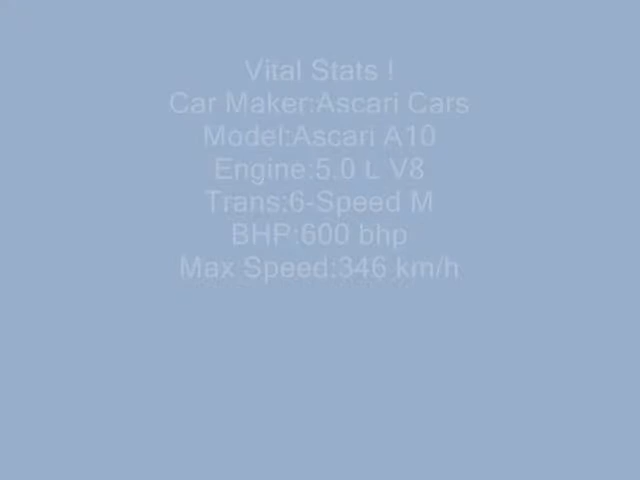 Vital Stats !
Car Maker:Ascari Cars
Model:Ascari A10
Engine:5.0 L V8
Trans:6-Speed M
BHP:600 bhp
Max Speed:346 km/h